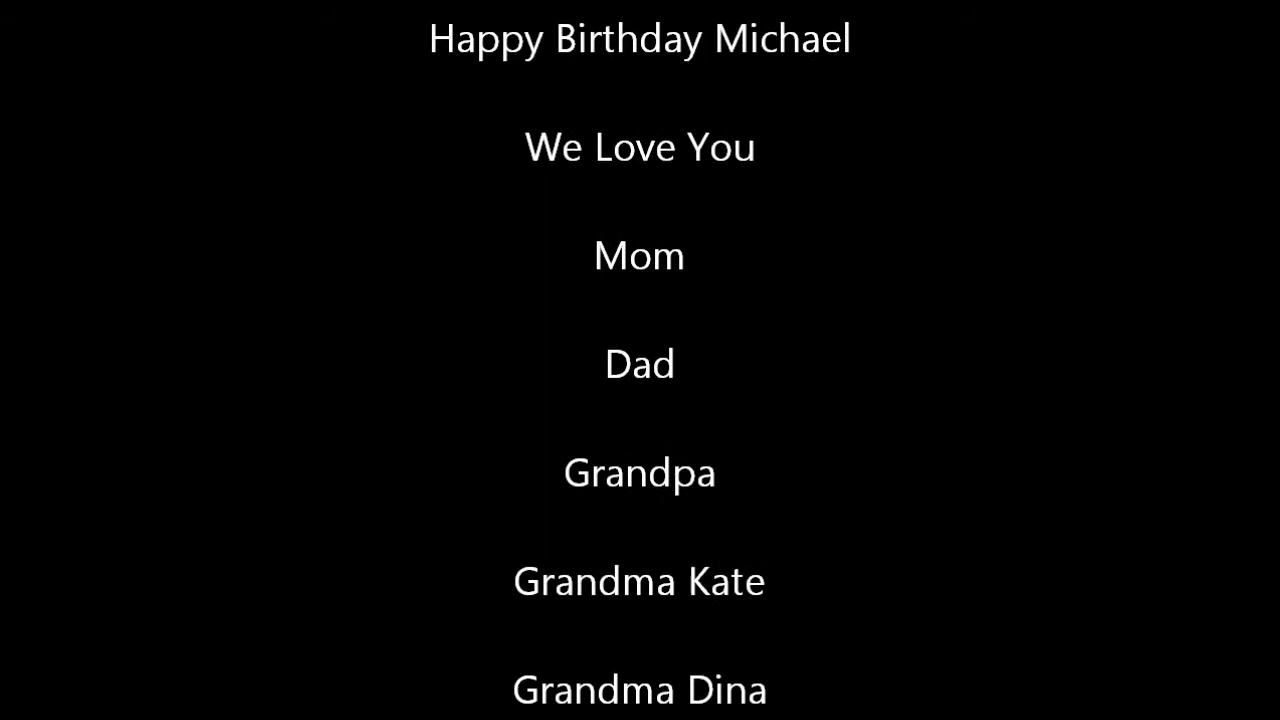 Happy Birthday Michael
We Love You
Mom
Dad
Grandpa
Grandma Kate
Grandma Dina